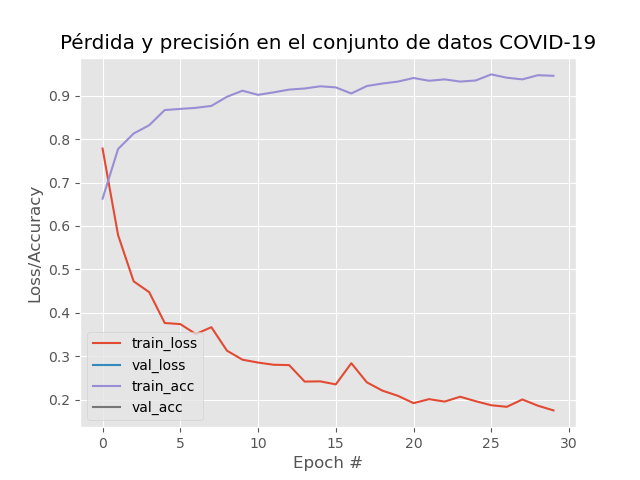 Pérdida y precisión en el conjunto de datos COVID-19
Loss/Accuracy
0.9
0.8
0.7
0.6
0.5
0.4
0.3
0.2
train_loss
val_loss
train_acc
val_acc
0 5 10 15 20 25 30
Epoch #